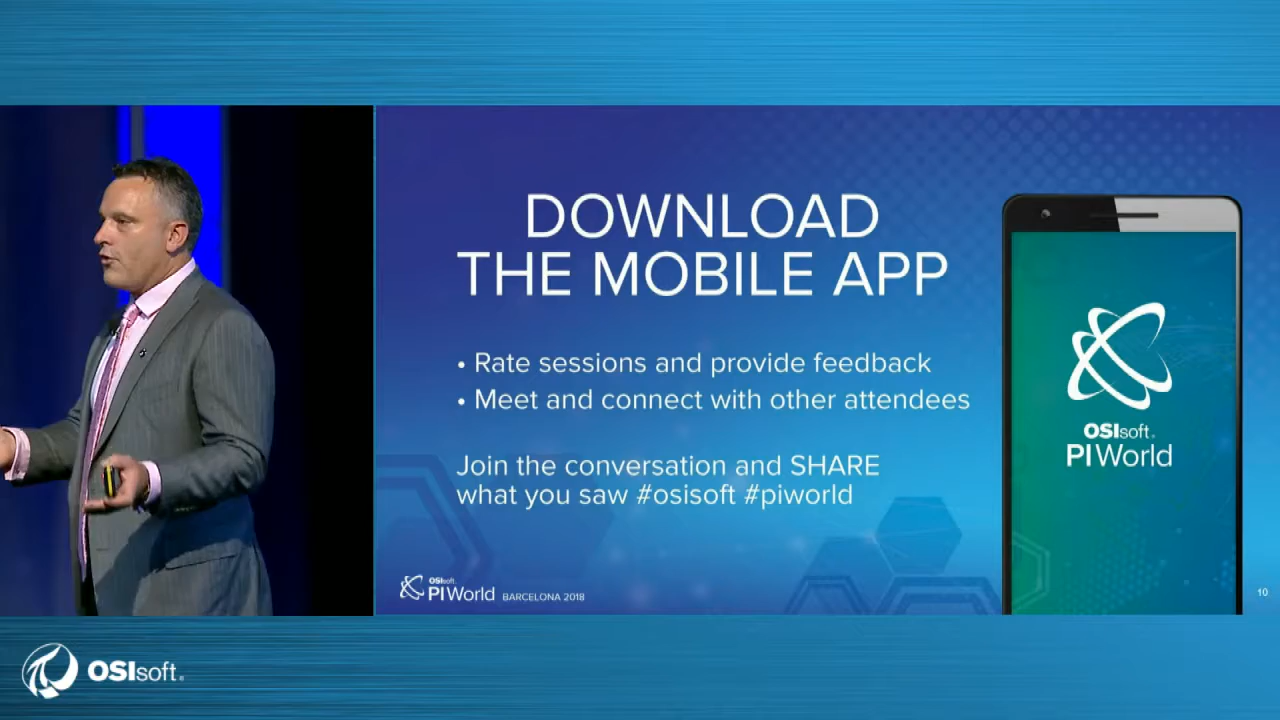 DOWNLOAD
THE MOBILE APP
• Rate sessions and provide feedback
• Meet and connect with other attendees
Join the conversation and SHARE
what you saw #osisoft #piworld
OSIsoft.
PI World
OSIsoft.
PI World BARCELONA 2018
10
OSIsoft.